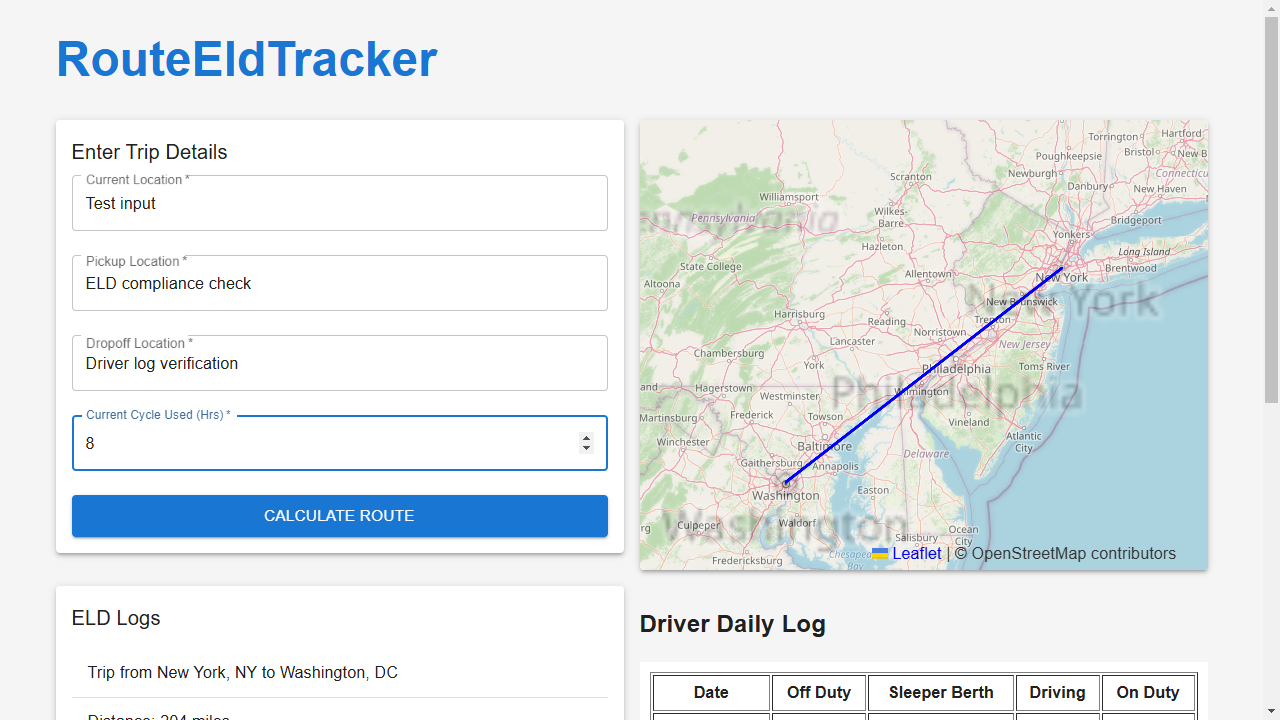 RouteEldTracker
Enter Trip Details
Current Location *
Test input
Pickup Location *
ELD compliance check
Dropoff Location *
Driver log verification
Current Cycle Used (Hrs) *
8
CALCULATE ROUTE
ELD Logs
Trip from New York, NY to Washington, DC
Torrington
Hartford
Poughkeepsie
Bristol
New B
Scranton
Newburgh
Danbury
New Haven
Connecticut
Williamsport
Pennsylvania
Wilkes-
Barre
Bridgeport
Yonkers
Hazleton
Long Island
State College
Allentown
New York
Brentwood
Altoona
New York
New Brunswick
Harrisburg
Reading
Trenton
Norristown
Lancaster
New Jersey
Chambersburg
York
Philadelphia
Toms River
and
Hagerstown
Wilmington
Philadelphia
Westminster
Martinsburg
Frederick
Towson
Vineland
Winchester
Baltimore
Atlantic
City
Gaithersburg
Annapolis
Delaware
Washington
Easton
rg
Culpeper
Waldorf
Washington
Ocean
City
Salisbury
Chesapeake
Bay
Fredericksburg
Leaflet | © OpenStreetMap contributors
Driver Daily Log
Date Off Duty Sleeper Berth Driving On Duty